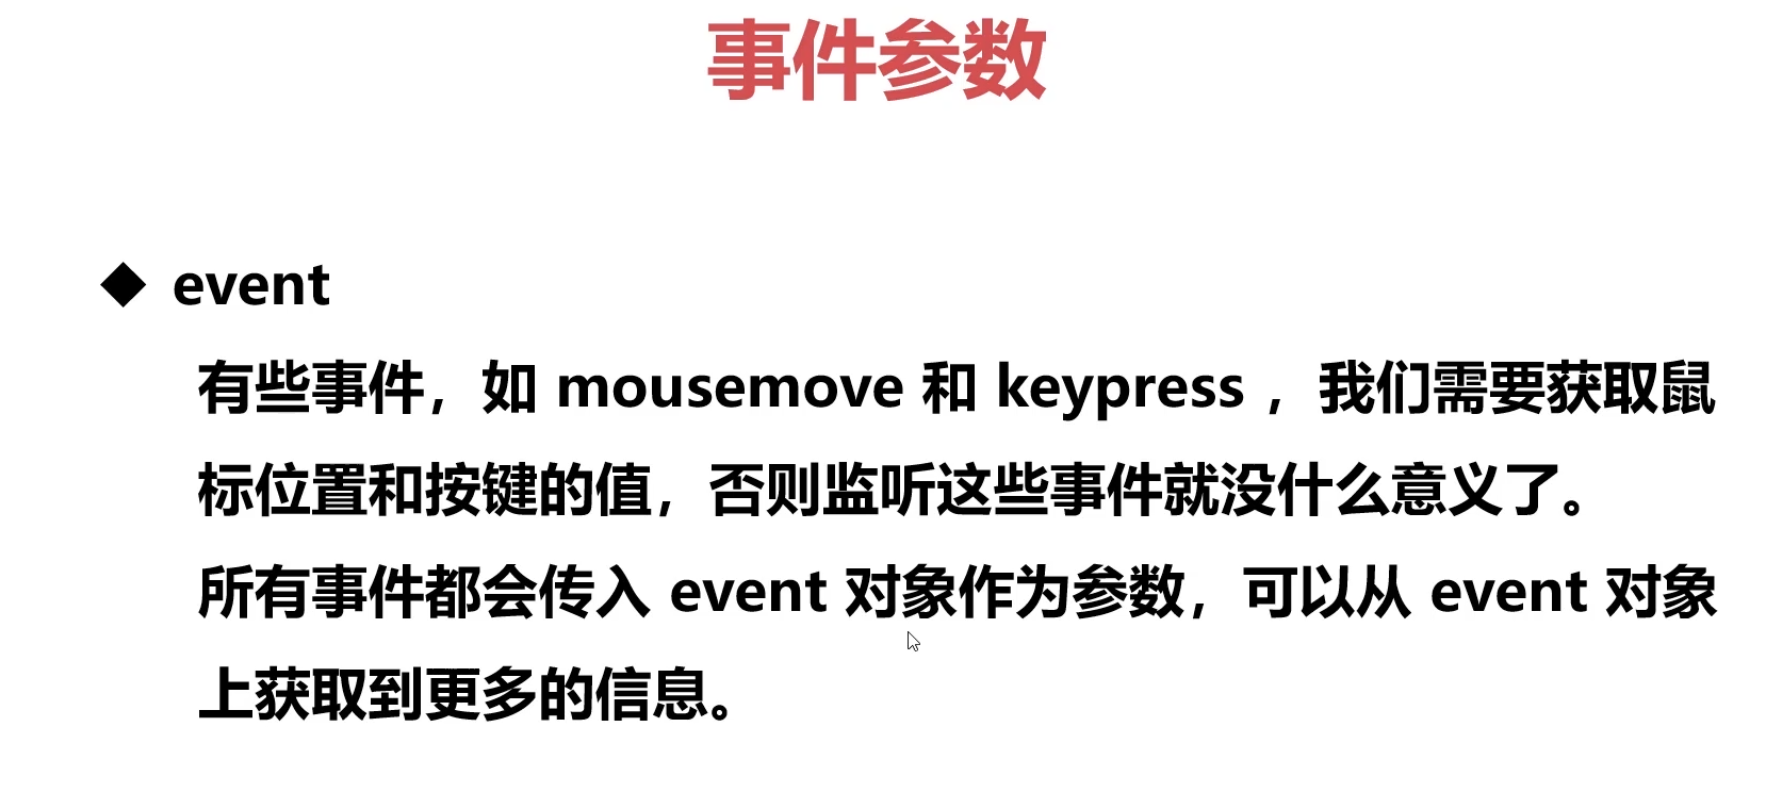 事件参数
◆ event
有些事件，如 mousemove 和 keypress ，我们需要获取鼠
标位置和按键的值，否则监听这些事件就没什么意义了。
所有事件都会传入 event 对象作为参数，可以从 event 对象
上获取到更多的信息。